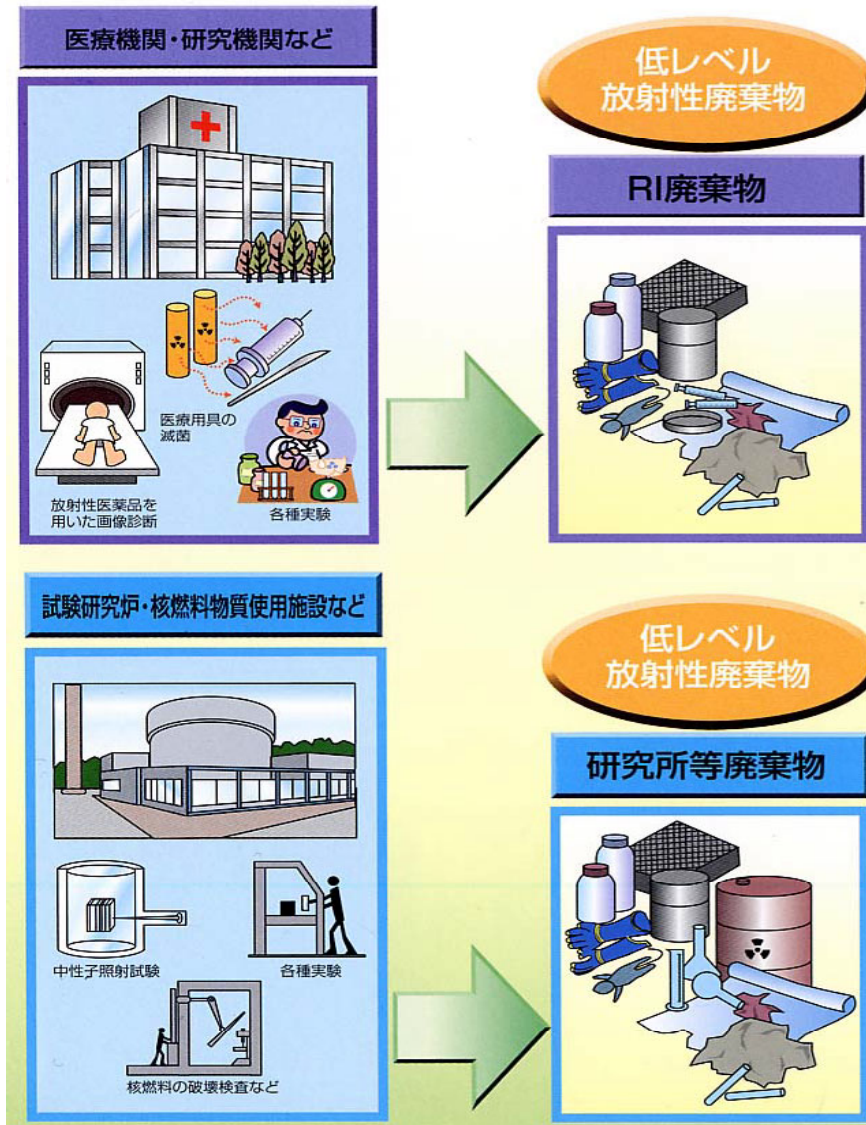 医療機関・研究機関など
低レベル
放射性廃棄物
RI廃棄物
医療用具の
滅菌
放射性医薬品を
用いた画像診断
各種実験
試験研究炉・核燃料物質使用施設など
低レベル
放射性廃棄物
研究所等廃棄物
中性子照射試験
各種実験
核燃料の破壊検査など